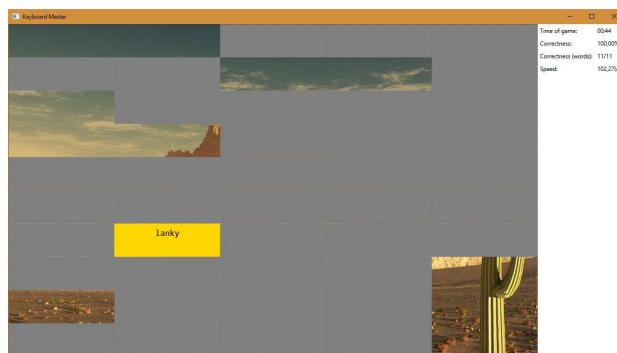 Keyboard Master
Time of game: 00:44
Correctness: 100,00%
Correctness (words): 11/11
Speed: 102,27
lanky